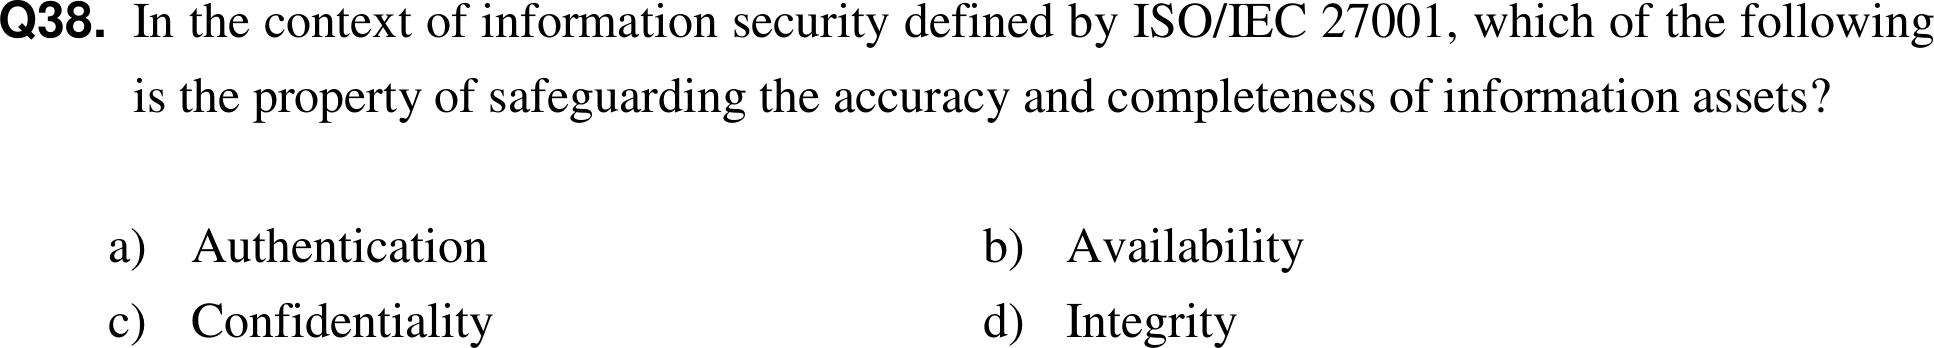 Q38. In the context of information security defined by ISO/IEC 27001, which of the following
is the property of safeguarding the accuracy and completeness of information assets?
a) Authentication b) Availability
c) Confidentiality d) Integrity